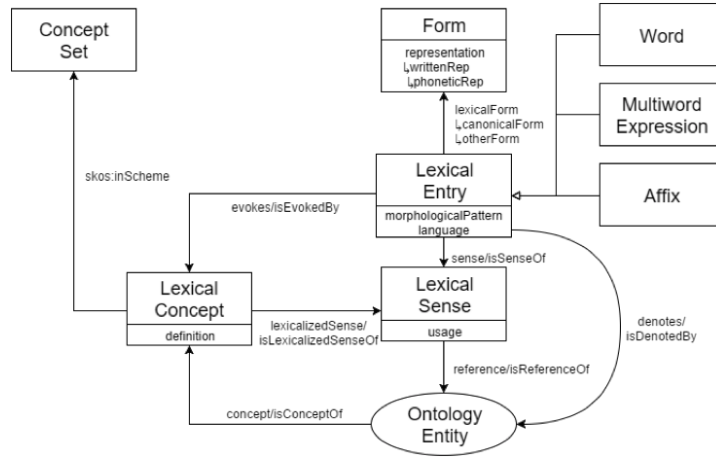 Concept
Set
Form
representation
↳writtenRep
↳phoneticRep
Word
Multiword
Expression
Affix
lexicalForm
↳canonicalForm
↳otherForm
skos:inScheme
Lexical
Entry
morphologicalPattern
language
evokes/isEvokedBy
sense/isSenseOf
Lexical
Concept
definition
lexicalizedSense/
isLexicalizedSenseOf
Lexical
Sense
usage
denotes/
isDenotedBy
reference/isReferenceOf
concept/isConceptOf
Ontology
Entity